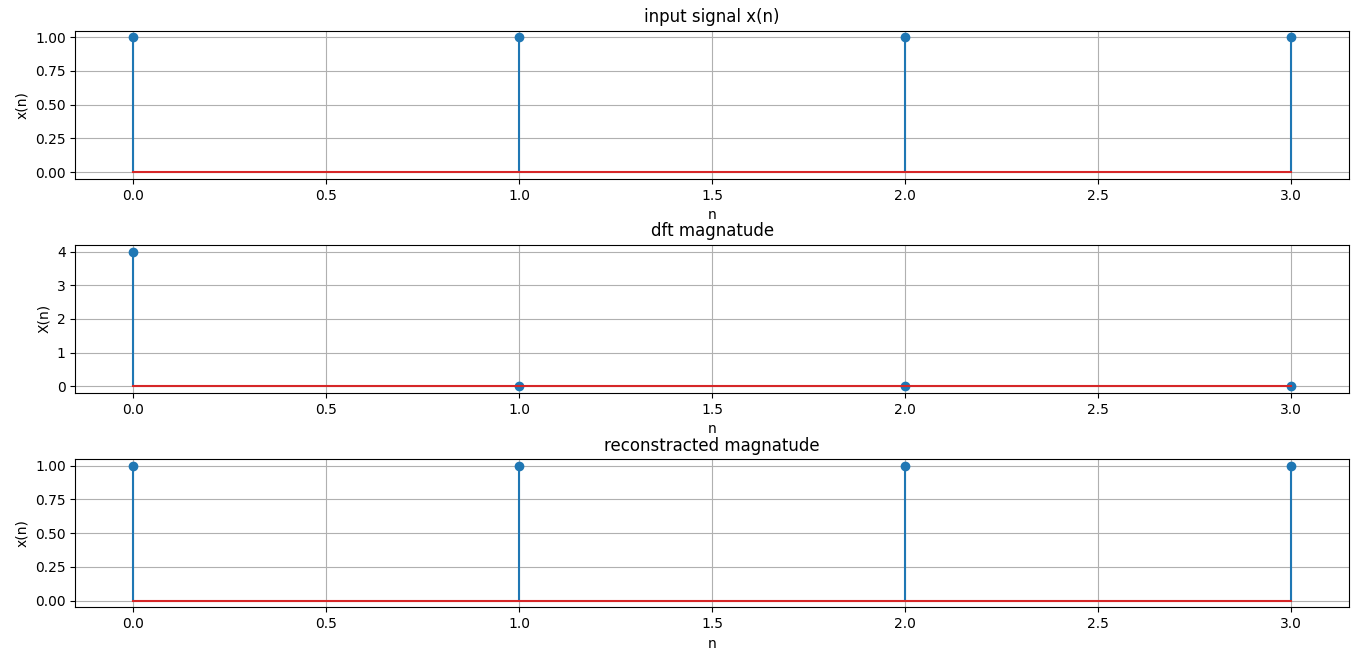 input signal x(n)
x(n)
1.00
0.75
0.50
0.25
0.00
0.0 0.5 1.0 1.5 2.0 2.5 3.0
n
dft magnatude
X(n)
4
3
2
1
0
0.0 0.5 1.0 1.5 2.0 2.5 3.0
n
reconstracted magnatude
x(n)
1.00
0.75
0.50
0.25
0.00
0.0 0.5 1.0 1.5 2.0 2.5 3.0
n